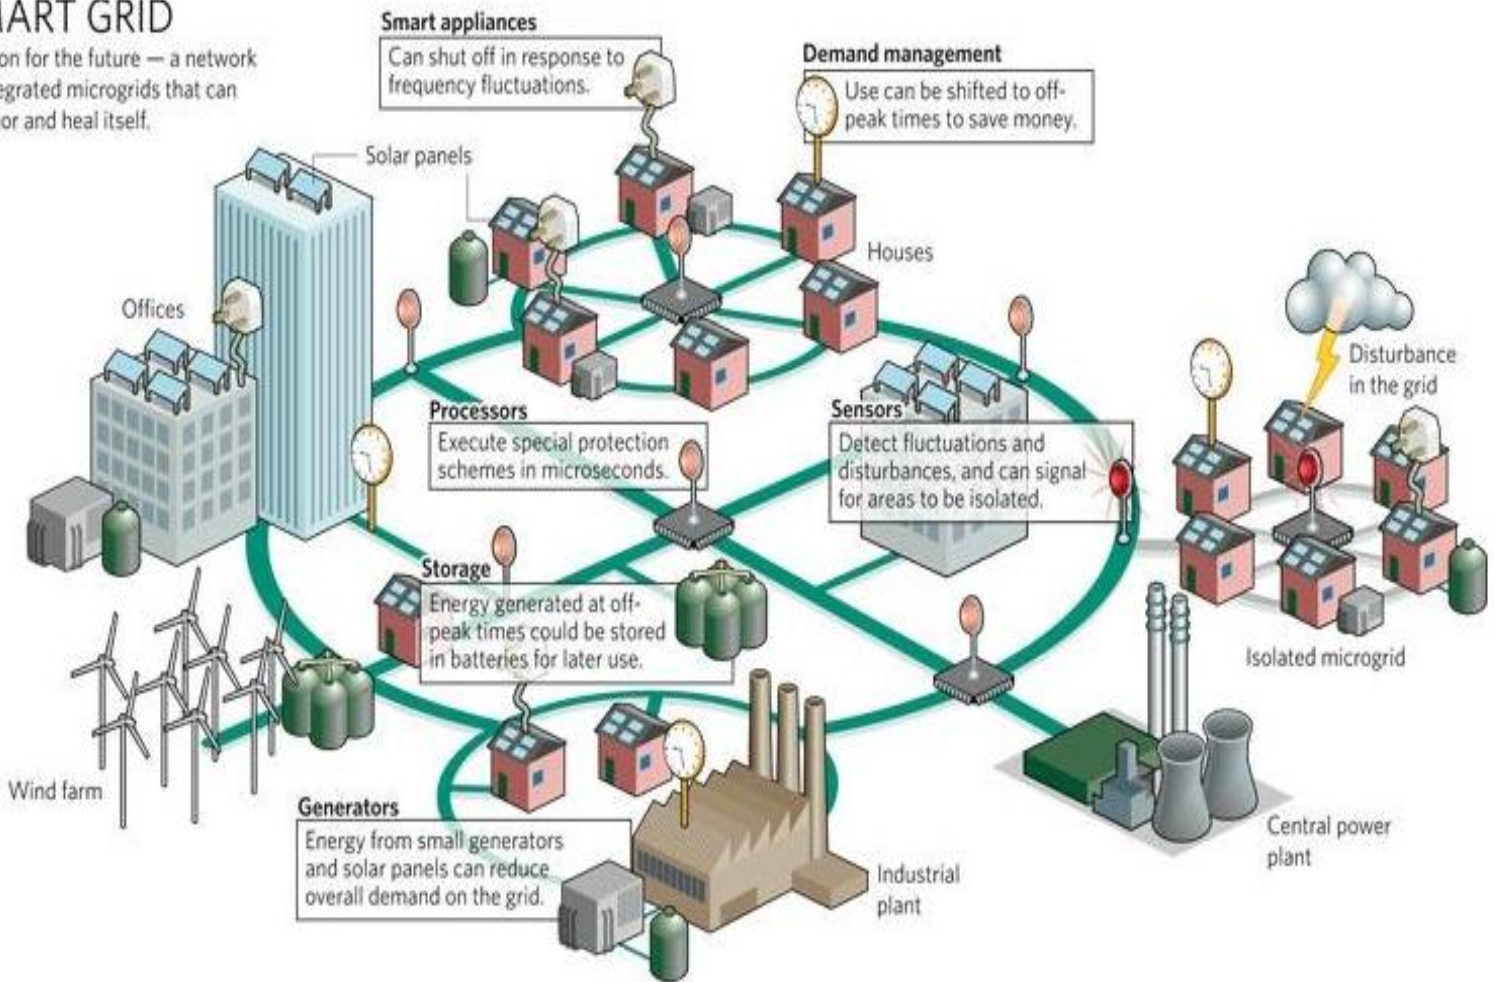 MART GRID
on for the future — a network
egrated microgrids that can
or and heal itself.
Smart appliances
Can shut off in response to
frequency fluctuations.
Demand management
Use can be shifted to off-
peak times to save money.
Solar panels
Houses
Offices
Disturbance
in the grid
Processors
Execute special protection
schemes in microseconds.
Sensors
Detect fluctuations and
disturbances, and can signal
for areas to be isolated.
Storage
Energy generated at off-
peak times could be stored
in batteries for later use.
Isolated microgrid
Wind farm
Generators
Energy from small generators
and solar panels can reduce
overall demand on the grid.
Industrial
plant
Central power
plant